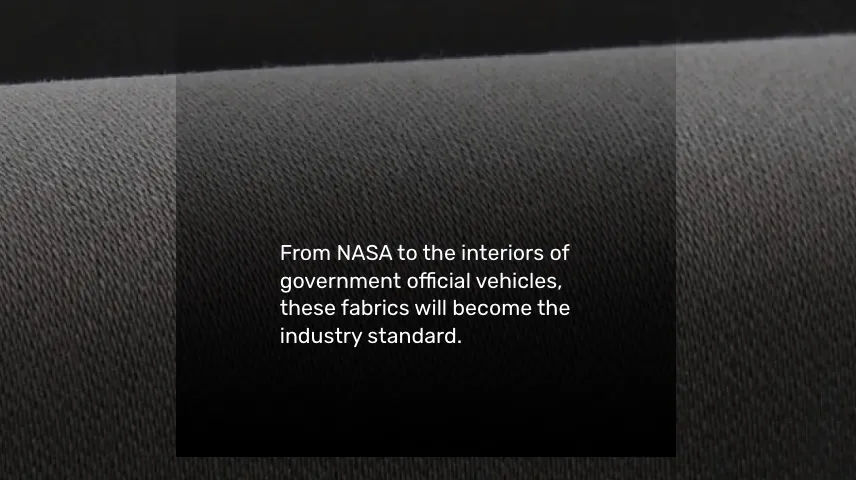 From NASA to the interiors of
government official vehicles,
these fabrics will become the
industry standard.